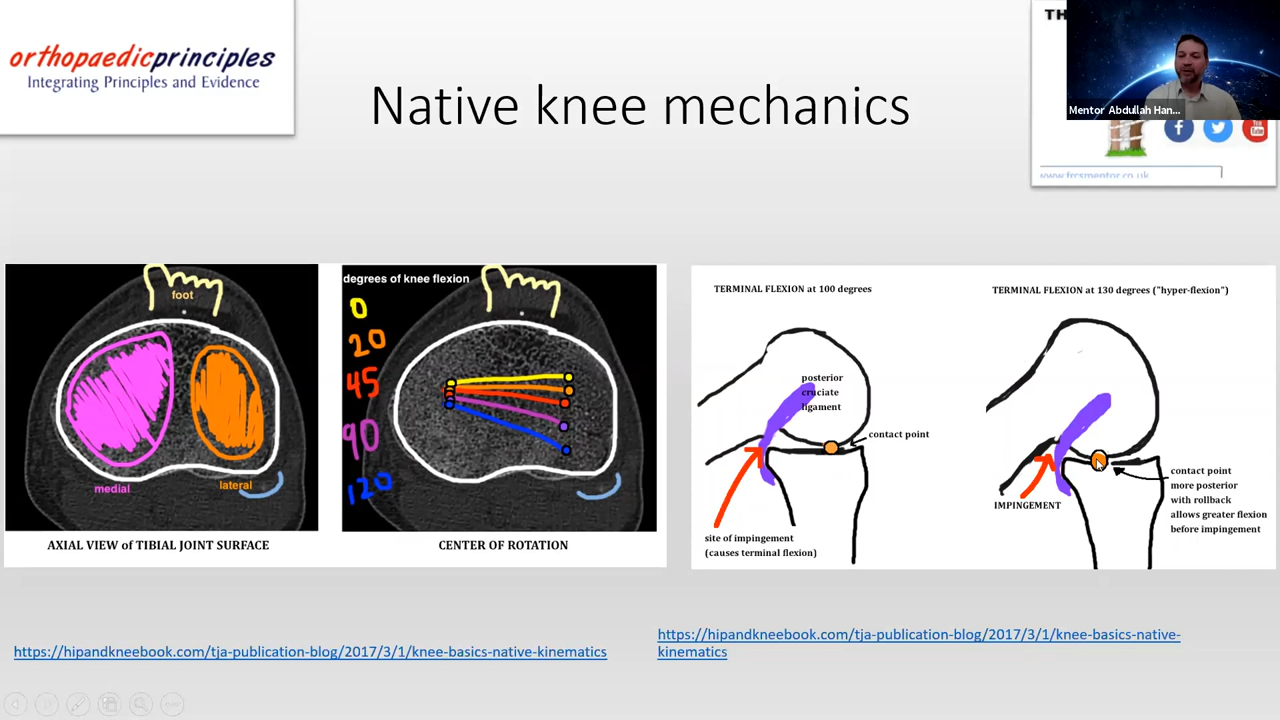 orthopaedicprinciples
Integrating Principles and Evidence
Native knee mechanics
TH
Mentor Abdullah Han...
www.frcsmentor.co.uk
foot
medial
lateral
AXIAL VIEW of TIBIAL JOINT SURFACE
degrees of knee flexion
0
20
45
90
120
CENTER OF ROTATION
TERMINAL FLEXION at 100 degrees
posterior
cruciate
ligament
contact point
site of impingement
(causes terminal flexion)
TERMINAL FLEXION at 130 degrees ("hyper-flexion")
IMPINGEMENT
contact point
more posterior
with rollback
allows greater flexion
before impingement
https://hipandkneebook.com/tja-publication-blog/2017/3/1/knee-basics-native-kinematics
https://hipandkneebook.com/tja-publication-blog/2017/3/1/knee-basics-native-
kinematics